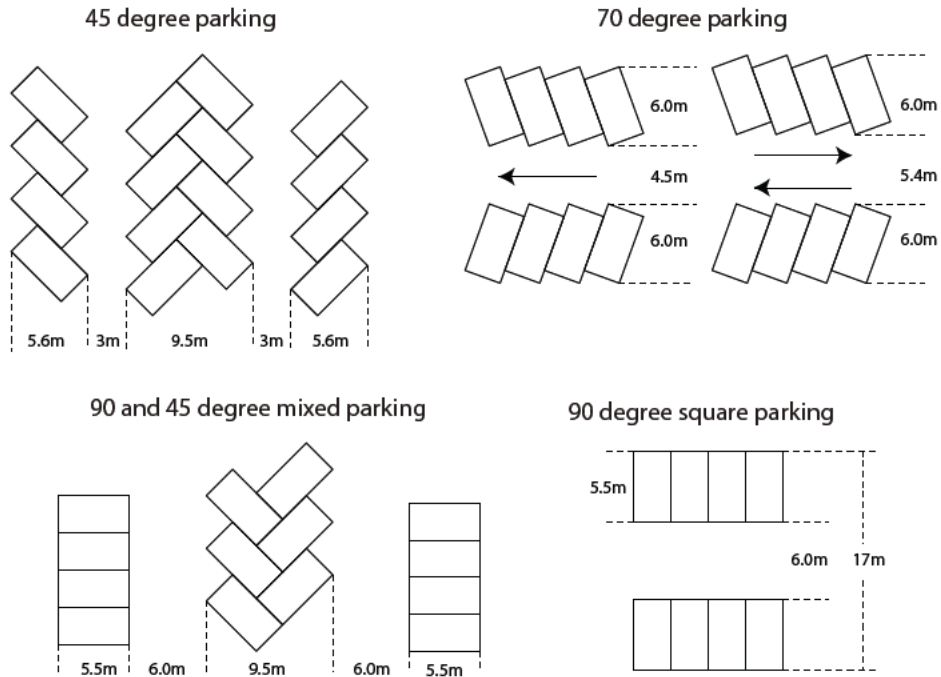 45 degree parking
5.6m 3m 9.5m 3m 5.6m
70 degree parking
6.0m
4.5m
6.0m
6.0m
5.4m
6.0m
90 and 45 degree mixed parking
5.5m 6.0m 9.5m 6.0m 5.5m
90 degree square parking
5.5m
6.0m 17m